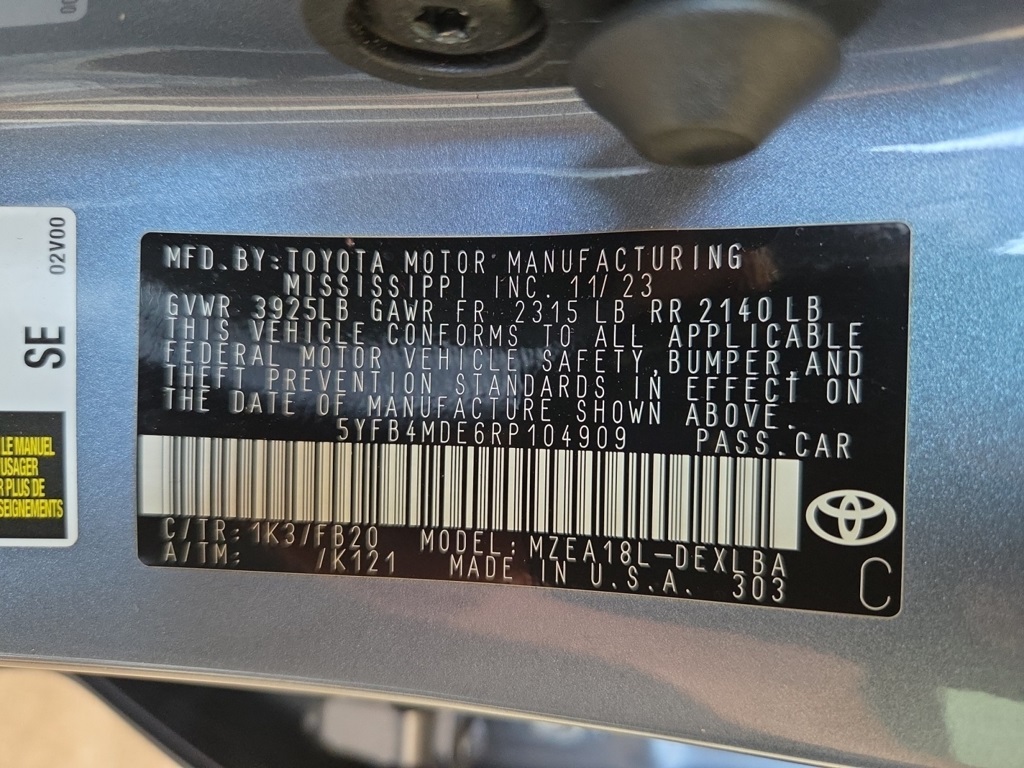 00
02V00
SE
LE MANUEL
USAGER
R PLUS DE
SEIGNEMENTS
MFD. BY: TOYOTA MOTOR MANUFACTURING
MISSISSIPPI INC. 11/23
GVWR 3925LB GAWR FR 2315 LB RR 2140 LB
THIS VEHICLE CONFORMS TO ALL APPLICABLE
FEDERAL MOTOR VEHICLE SAFETY, BUMPER, AND
THEFT PREVENTION STANDARDS IN EFFECT ON
THE DATE OF MANUFACTURE SHOWN ABOVE.
5YFB4MDE6RP104909 PASS. CAR
C/TR: 1K3/FB20 MODEL: MZEA18L-DEXLBA
A/TM: /K121 MADE IN U.S.A. 303
C